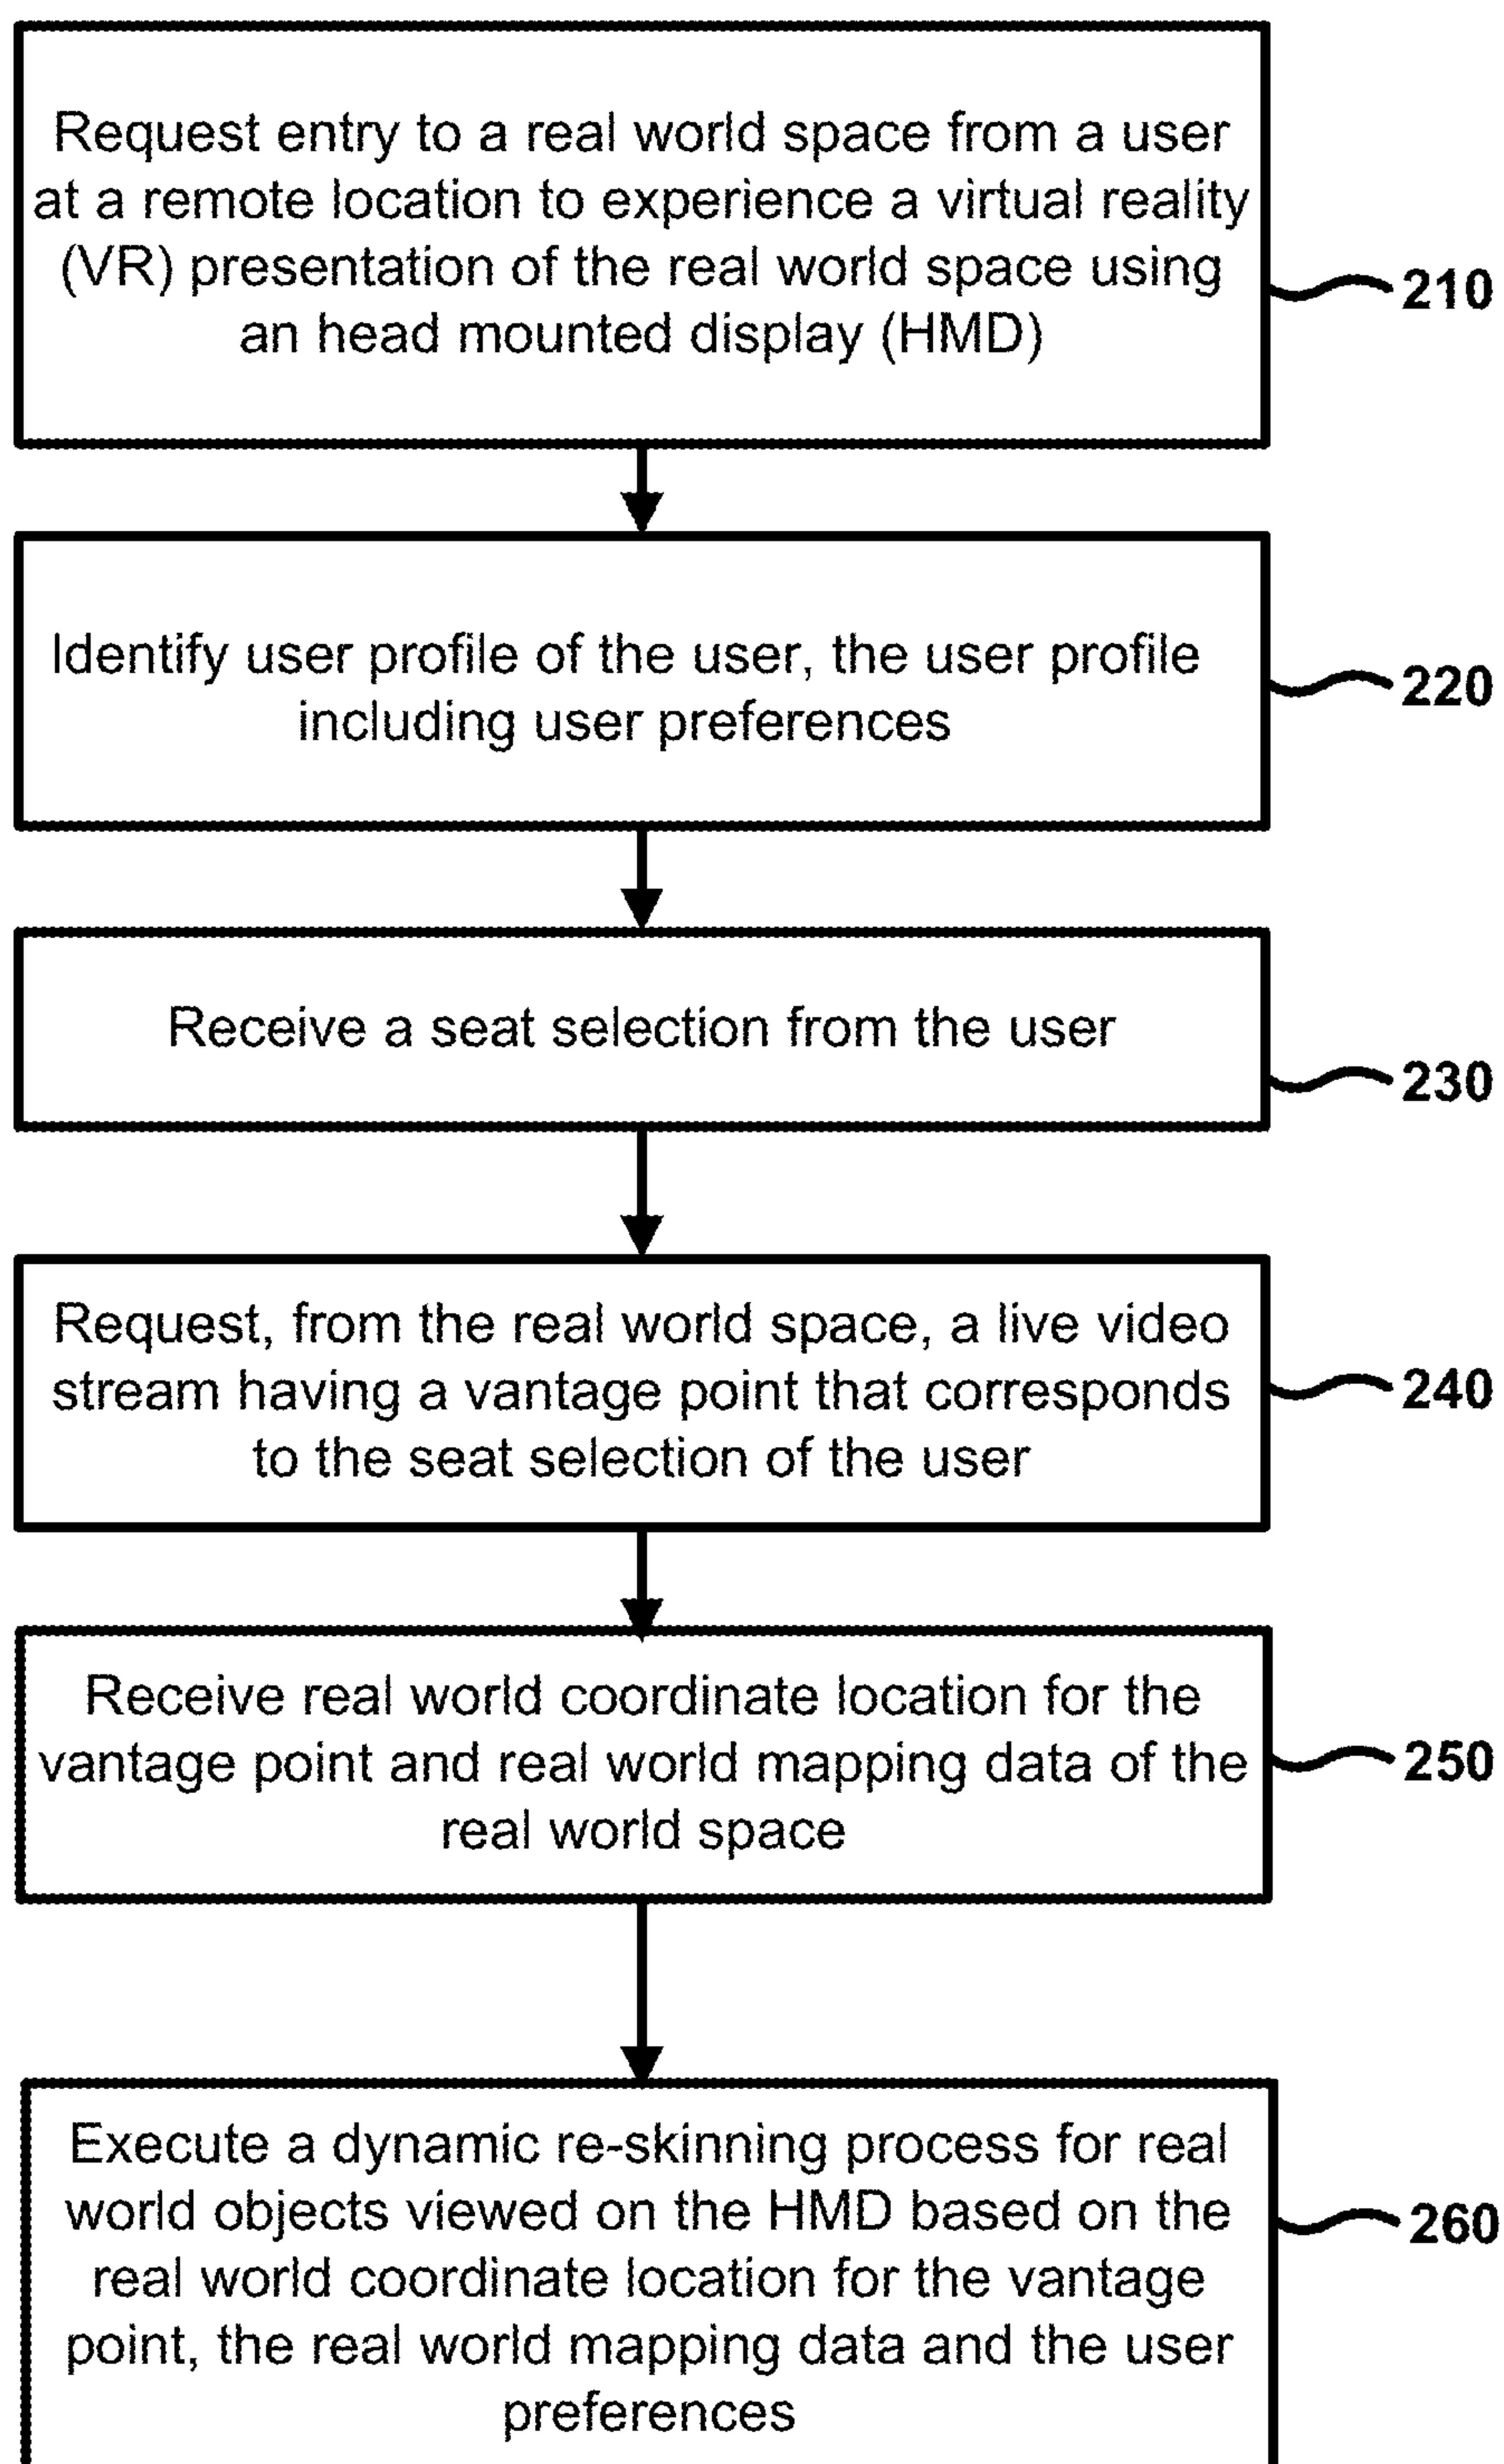 Request entry to a real world space from a user
at a remote location to experience a virtual reality
(VR) presentation of the real world space using
an head mounted display (HMD)
210
Identify user profile of the user, the user profile
including user preferences
220
Receive a seat selection from the user
230
Request, from the real world space, a live video
stream having a vantage point that corresponds
to the seat selection of the user
240
Receive real world coordinate location for the
vantage point and real world mapping data of the
real world space
250
Execute a dynamic re-skinning process for real
world objects viewed on the HMD based on the
real world coordinate location for the vantage
point, the real world mapping data and the user
preferences
260